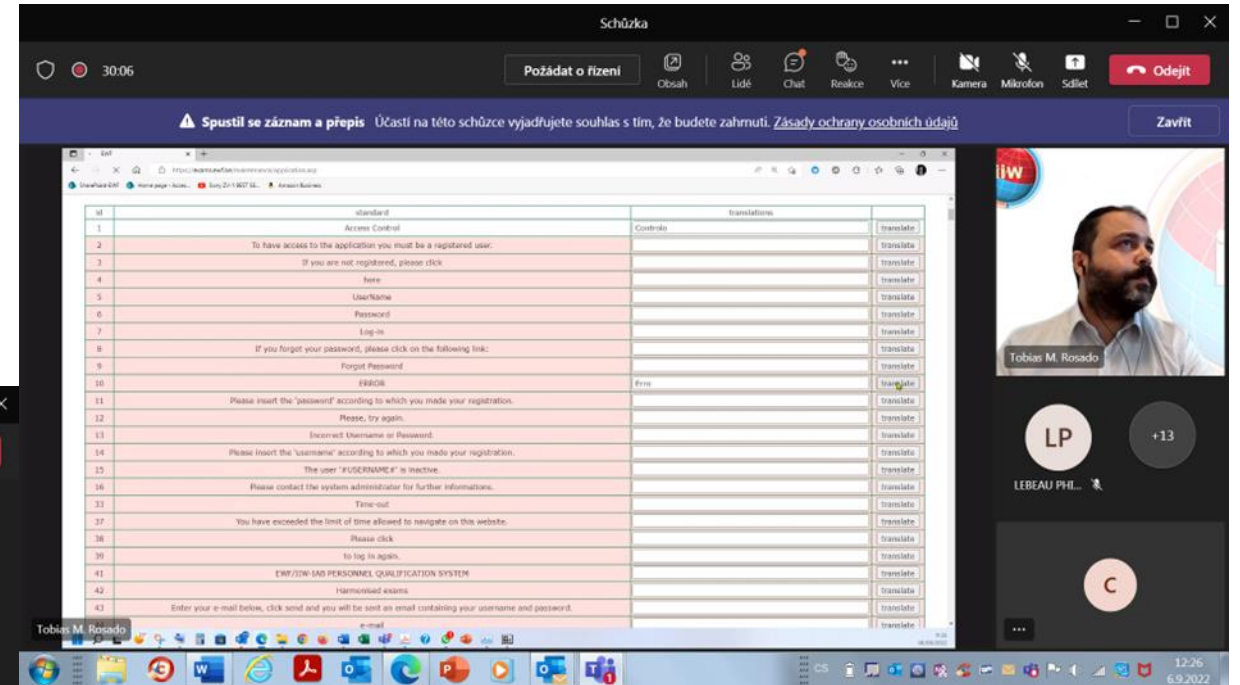 Schůzka
30:06
Požádat o řízení
Obsah
Lidé
Chat
Reakce
Více
Kamera
Mikrofon
Sdílet
Odejít
Spustil se záznam a přepis Účastí na této schůzce vyjadřujete souhlas s tím, že budete zahrnuti. Zásady ochrany osobních údajů
Zavřít
EWF
SharePoint EWF
Amazon Business
id standard translations
1 Access Control Controlo translate
2 To have access to the application you must be a registered user. translate
3 If you are not registered, please click translate
4 here translate
5 UserName translate
6 Password translate
7 Log-in translate
8 If you forget your password, please click on the following link: translate
9 Forgot Password translate
10 ERROR Erro translate
11 Please insert the 'password' according to which you made your registration. translate
12 Please, try again. translate
13 Incorrect Username or Password. translate
14 Please insert the 'username' according to which you made your registration. translate
15 The user '#USERNAME#' is inactive. translate
16 Please contact the system administrator for further informations. translate
33 Time-out translate
37 You have exceeded the limit of time allowed to navigate on this website. translate
38 Please click translate
39 to log in again. translate
41 EWF/IIW-IAB PERSONNEL QUALIFICATION SYSTEM translate
42 Harmonised exams translate
43 Enter your e-mail below, click send and you will be sent an email containing your username and password. translate
e-mail translate
Tobias M. Rosado
iiw
Tobias M. Rosado
LP
+13
LEBEAU PHI...
C
CS
12:26
6.9.2022